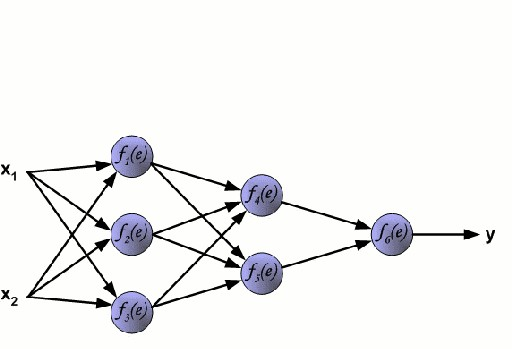 x₁
x₂
f₁(e)
f₂(e)
f₃(e)
f₄(e)
f₅(e)
f₆(e)
y